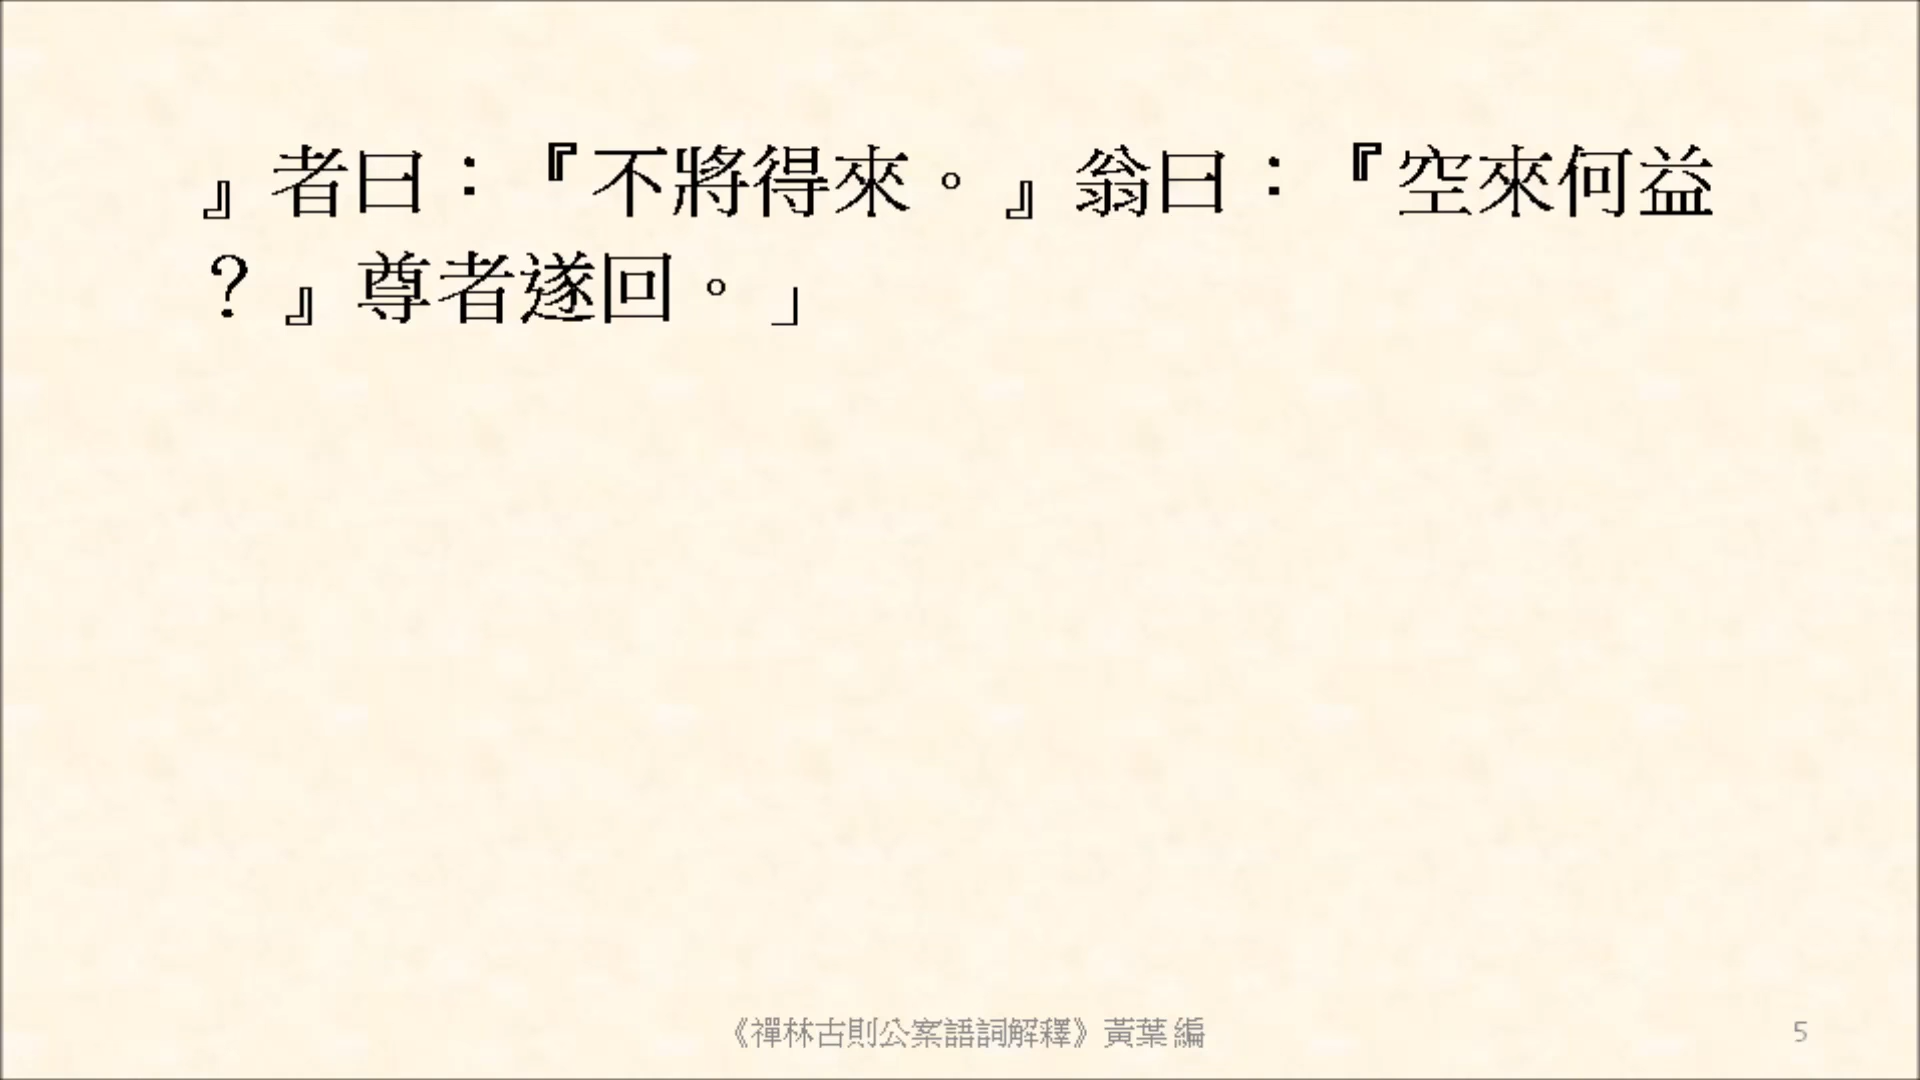 』者曰：『不將得來。』翁曰：『空來何益
？』尊者遂回。」
《禪林古則公案語詞解釋》黃葉 編
5